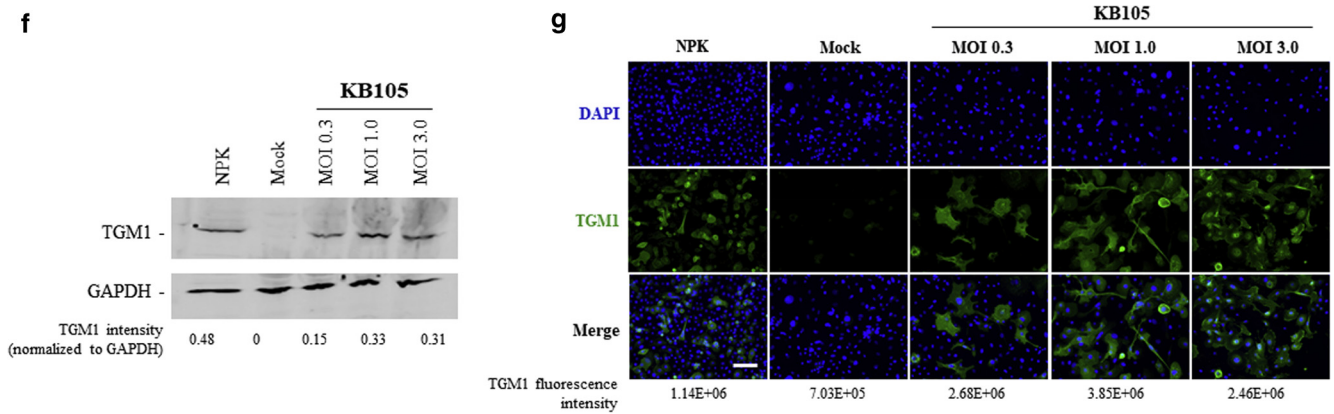 f
KB105
NPK
Mock
MOI 0.3
MOI 1.0
MOI 3.0
TGM1 -
GAPDH -
TGM1 intensity
(normalized to GAPDH)
0.48 0 0.15 0.33 0.31
g
KB105
NPK Mock MOI 0.3 MOI 1.0 MOI 3.0
DAPI
TGM1
Merge
TGM1 fluorescence
intensity
1.14E+06 7.03E+05 2.68E+06 3.85E+06 2.46E+06